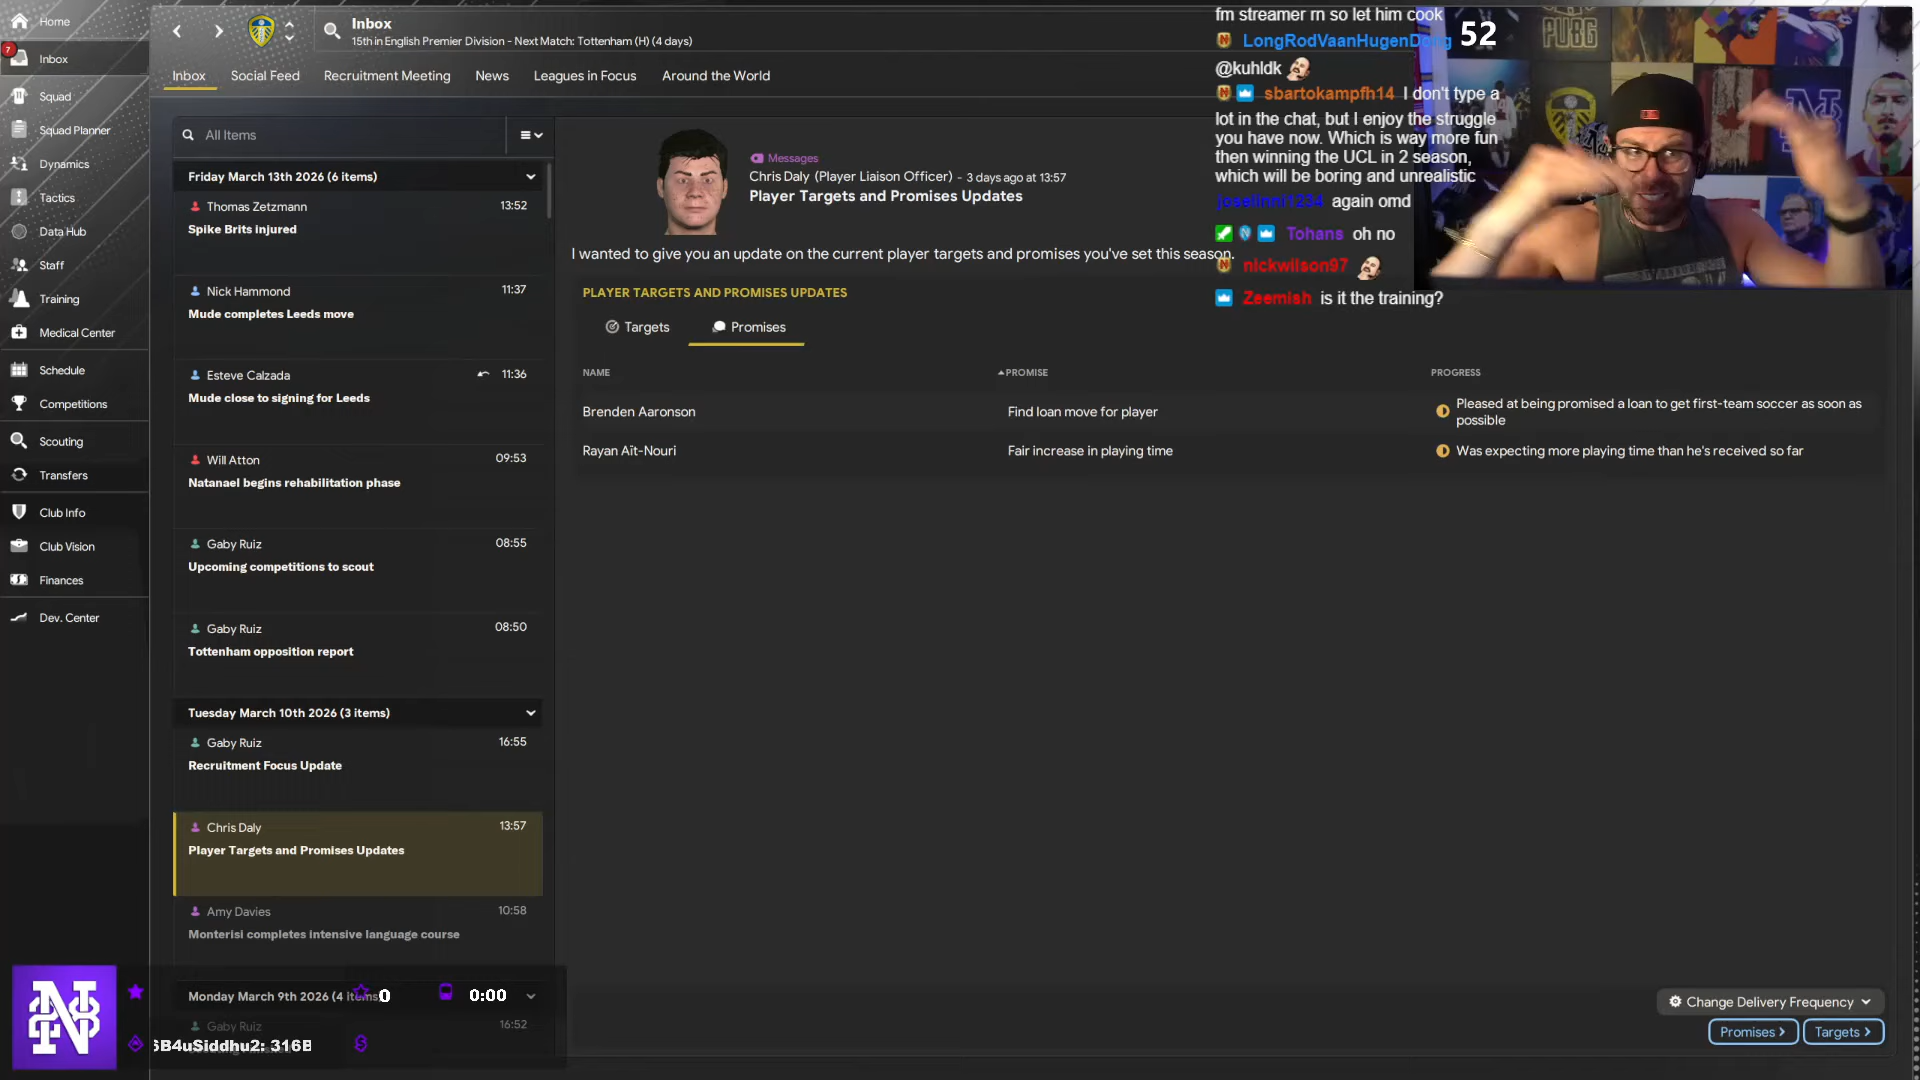 Home
Inbox
7
Squad
Squad Planner
Dynamics
Tactics
Data Hub
Staff
Training
Medical Center
Schedule
Competitions
Scouting
Transfers
Club Info
Club Vision
Finances
Dev. Center
Inbox
15th in English Premier Division - Next Match: Tottenham (H) (4 days)
Inbox
Social Feed
Recruitment Meeting
News
Leagues in Focus
Around the World
All Items
Friday March 13th 2026 (6 items)
Thomas Zetzmann
13:52
Spike Brits injured
Nick Hammond
11:37
Mude completes Leeds move
Esteve Calzada
11:36
Mude close to signing for Leeds
Will Atton
09:53
Natanael begins rehabilitation phase
Gaby Ruiz
08:55
Upcoming competitions to scout
Gaby Ruiz
08:50
Tottenham opposition report
Tuesday March 10th 2026 (3 items)
Gaby Ruiz
16:55
Recruitment Focus Update
Chris Daly
13:57
Player Targets and Promises Updates
Amy Davies
10:58
Monterisi completes intensive language course
Monday March 9th 2026 (4 items)
0
0:00
Gaby Ruiz
16:52
Messages
Chris Daly (Player Liaison Officer) - 3 days ago at 13:57
Player Targets and Promises Updates
I wanted to give you an update on the current player targets and promises you've set this season.
PLAYER TARGETS AND PROMISES UPDATES
Targets
Promises
NAME
PROMISE
PROGRESS
Brenden Aaronson
Find loan move for player
Pleased at being promised a loan to get first-team soccer as soon as
possible
Rayan Aït-Nouri
Fair increase in playing time
Was expecting more playing time than he's received so far
Change Delivery Frequency
Promises
Targets
fm streamer rn so let him cook
LongRodVaanHugenDong
52
@kuhldk
sbartokampfh14 I don't type a
lot in the chat, but I enjoy the struggle
you have now. Which is way more fun
then winning the UCL in 2 season,
which will be boring and unrealistic
joselinni1234 again omd
Tohans oh no
nickwilson97
Zeemish is it the training?
PUBG